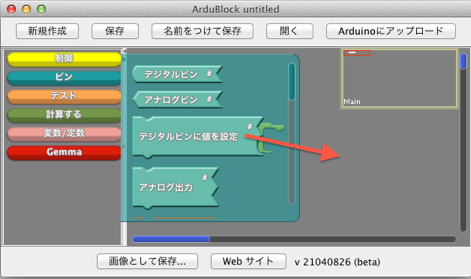 ArduBlock untitled
新規作成
保存
名前をつけて保存
開く
Arduinoにアップロード
制御
ピン
テスト
計算する
変数/定数
Gemma
デジタルピン #
アナログピン #
#
デジタルピンに値を設定
#
アナログ出力
Main
画像として保存...
Web サイト
v 21040826 (beta)